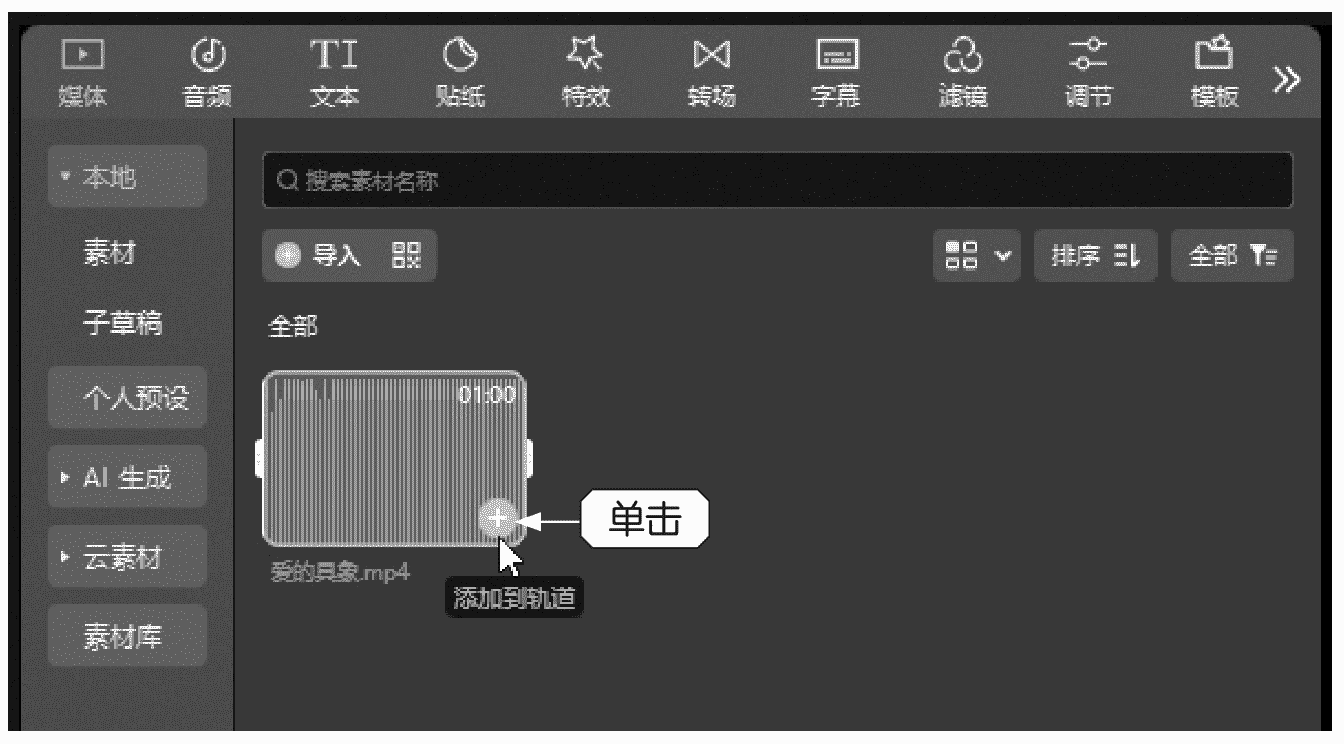 媒体 音频 文本 贴纸 特效 转场 字幕 滤镜 调节 模板
本地
搜索素材名称
素材
导入
排序 全部
子草稿
全部
个人预设
01:00
AI 生成
单击
云素材
爱的具象.mp4
添加到轨道
素材库